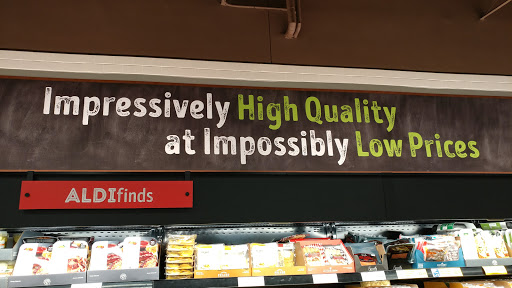 Impressively High Quality
at Impossibly Low Prices
ALDIfinds